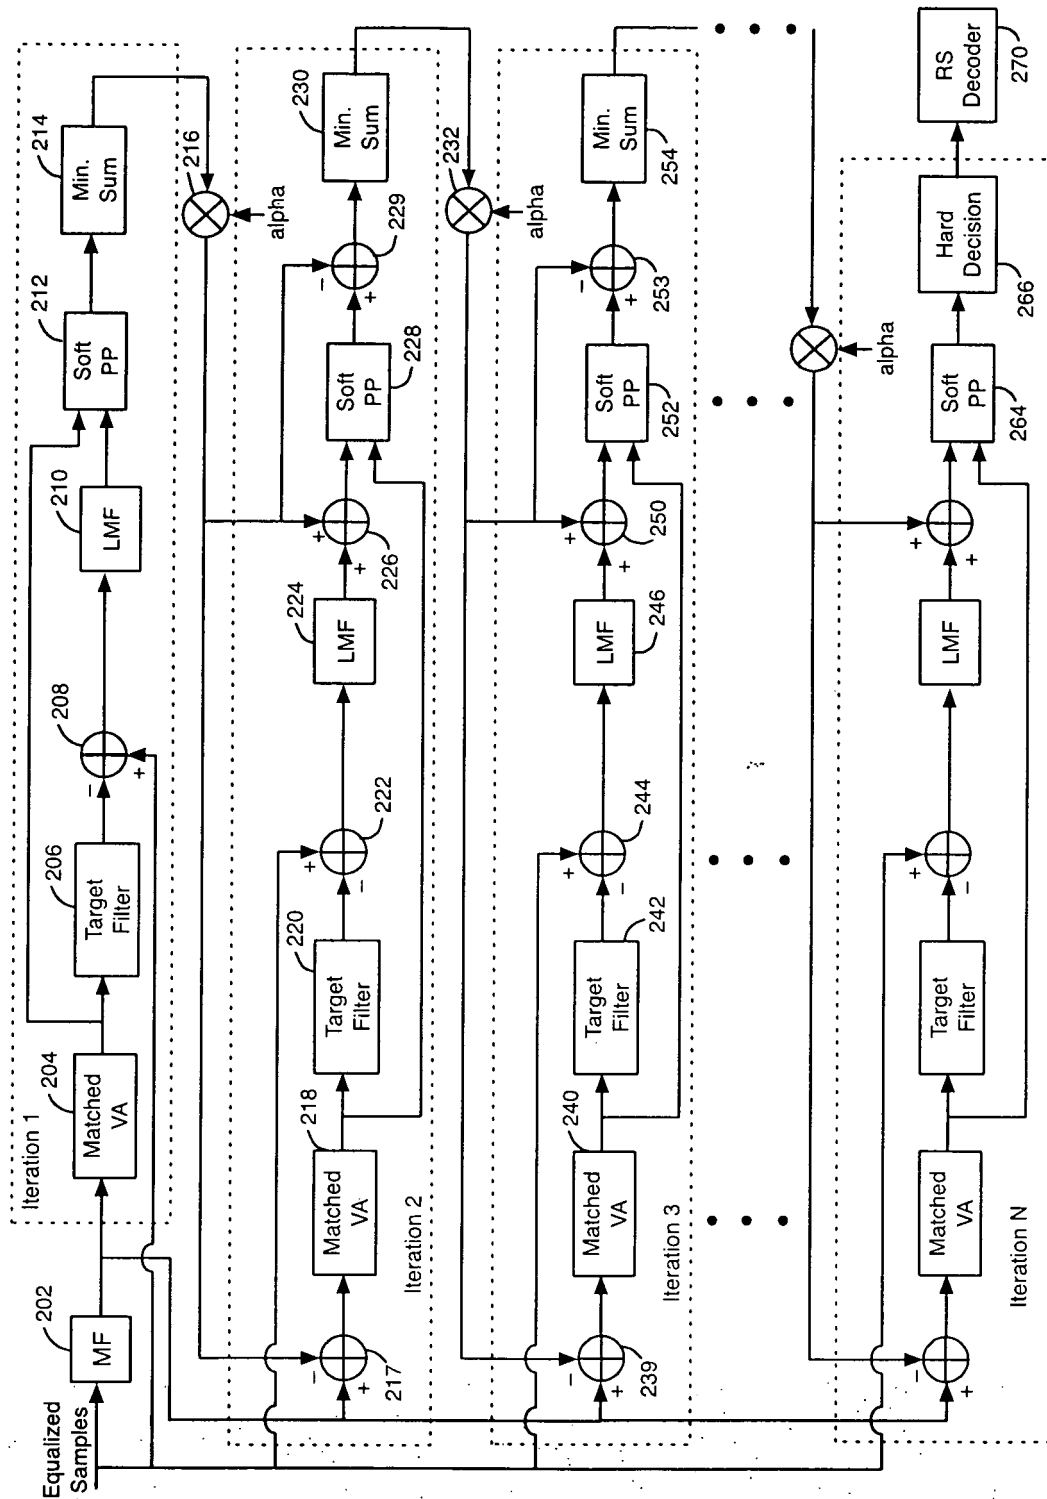 Equalized
Samples
MF
202
Iteration 1
Matched
VA
204
Target
Filter
206
−
+
208
LMF
210
Soft
PP
212
Min.
Sum
214
216
alpha
Iteration 2
−
+
217
Matched
VA
218
Target
Filter
220
+
−
222
LMF
224
+
+
226
Soft
PP
228
−
+
229
Min.
Sum
230
232
alpha
Iteration 3
−
+
239
Matched
VA
240
Target
Filter
242
+
−
244
LMF
246
+
+
250
Soft
PP
252
−
+
253
Min.
Sum
254
alpha
Iteration N
−
+
Matched
VA
Target
Filter
+
−
LMF
+
+
Soft
PP
264
Hard
Decision
266
RS
Decoder
270